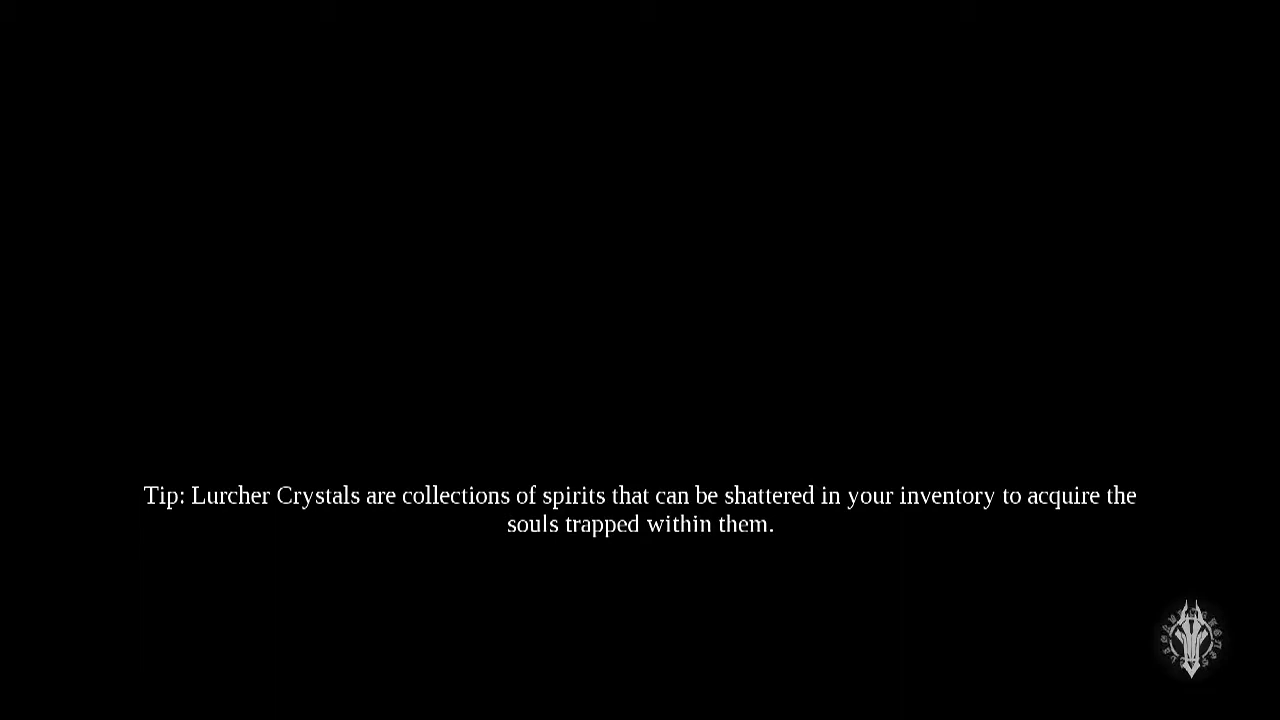 Tip: Lurcher Crystals are collections of spirits that can be shattered in your inventory to acquire the
souls trapped within them.